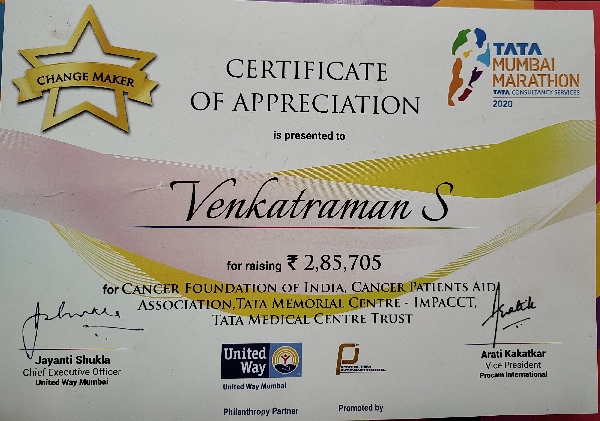 CHANGE MAKER
CERTIFICATE
OF APPRECIATION
TATA
MUMBAI
MARATHON
TATA CONSULTANCY SERVICES
2020
is presented to
Venkatraman S
for raising ₹ 2,85,705
for CANCER FOUNDATION OF INDIA, CANCER PATIENTS AID
ASSOCIATION,TATA MEMORIAL CENTRE - IMPACCT,
TATA MEDICAL CENTRE TRUST
Jayanti Shukla
Chief Executive Officer
United Way Mumbai
United
Way
United Way Mumbai
Philanthropy Partner
Promoted by
Arati Kakatkar
Vice President
Procam International